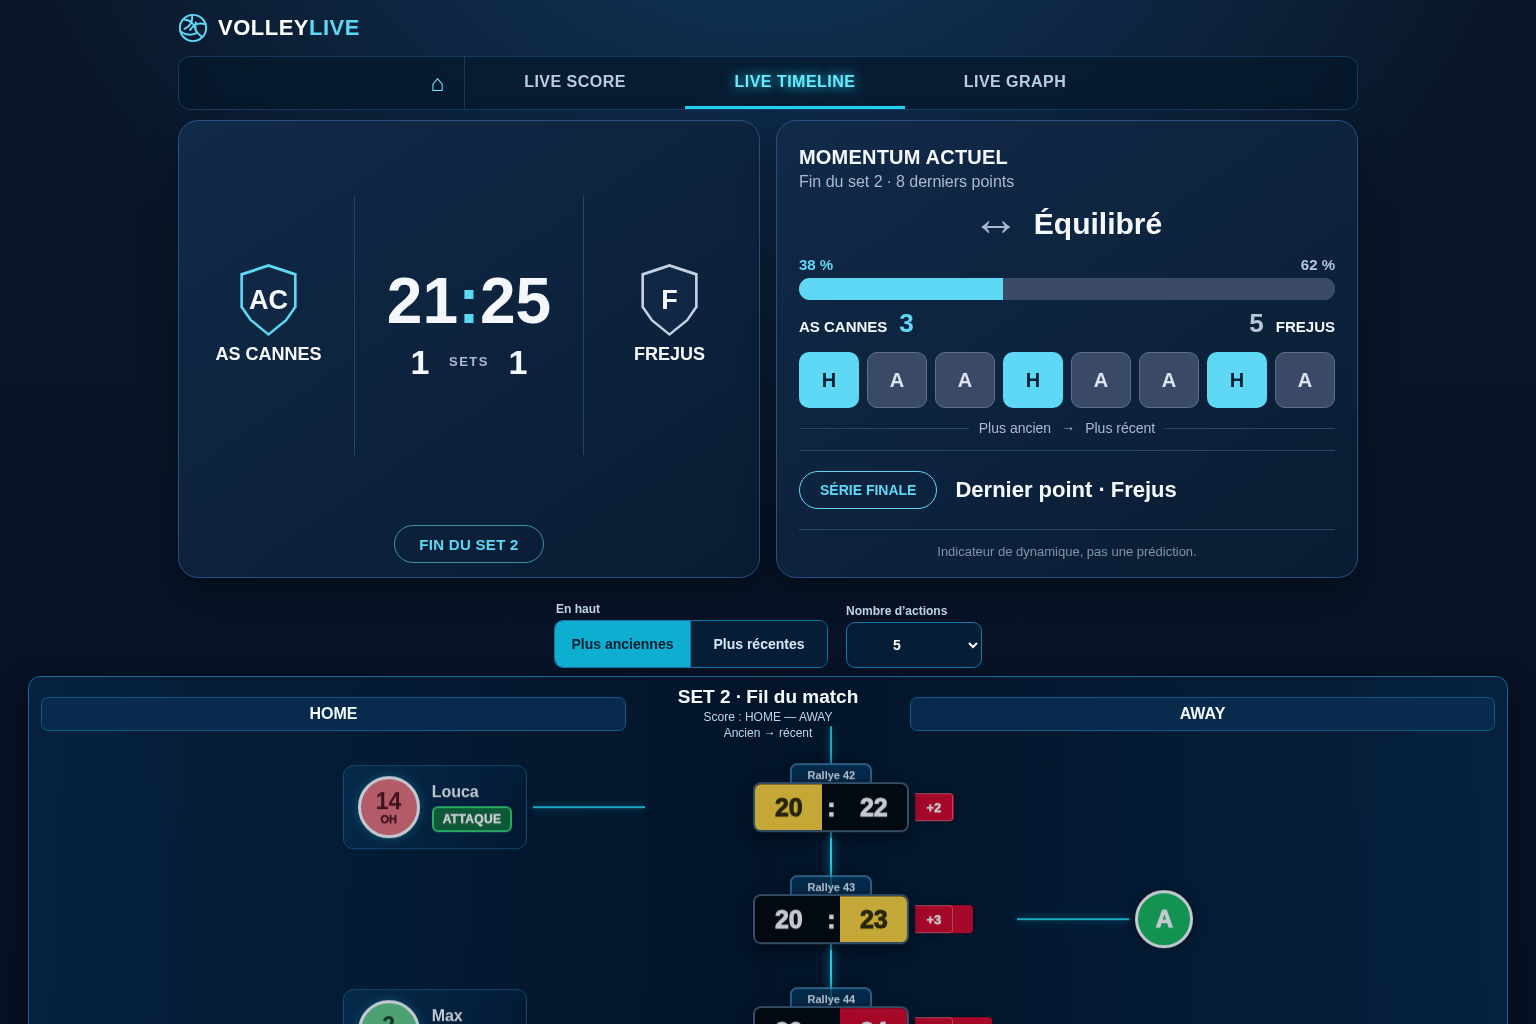 VOLLEYLIVE
LIVE SCORE
LIVE TIMELINE
LIVE GRAPH
AC
AS CANNES
21:25
1 SETS 1
F
FREJUS
FIN DU SET 2
MOMENTUM ACTUEL
Fin du set 2 · 8 derniers points
↔ Équilibré
38 % 62 %
AS CANNES 3 5 FREJUS
H A A H A A H A
Plus ancien → Plus récent
SÉRIE FINALE Dernier point · Frejus
Indicateur de dynamique, pas une prédiction.
En haut
Plus anciennes Plus récentes
Nombre d’actions
5
HOME
SET 2 · Fil du match
Score : HOME — AWAY
Ancien → récent
AWAY
14
OH
Louca
ATTAQUE
Rallye 42
20 : 22
+2
Rallye 43
20 : 23
+3
A
Max
Rallye 44